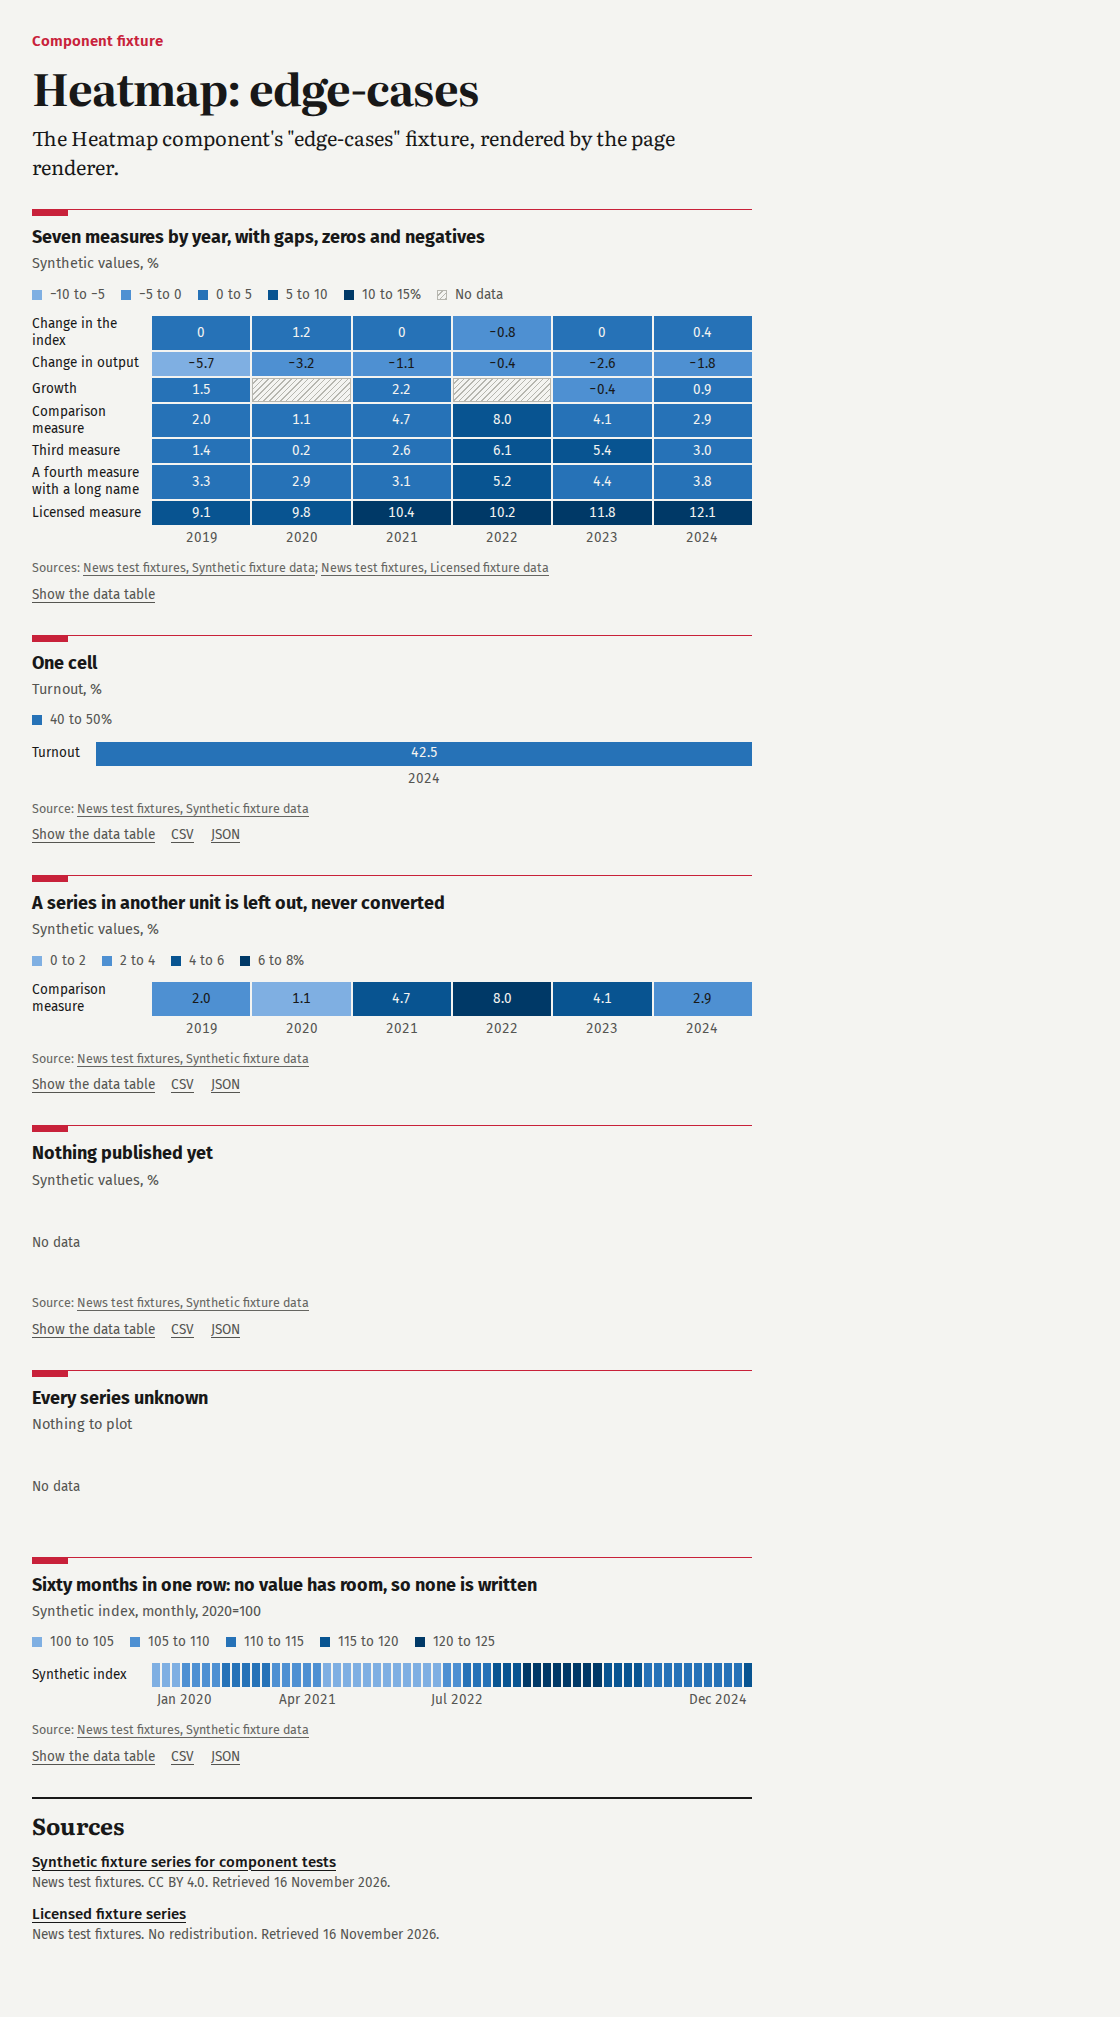 Component fixture
Heatmap: edge-cases
The Heatmap component's "edge-cases" fixture, rendered by the page
renderer.
Seven measures by year, with gaps, zeros and negatives
Synthetic values, %
−10 to −5 −5 to 0 0 to 5 5 to 10 10 to 15% No data
Change in the
index
0 1.2 0 −0.8 0 0.4
Change in output −5.7 −3.2 −1.1 −0.4 −2.6 −1.8
Growth 1.5 2.2 −0.4 0.9
Comparison
measure
2.0 1.1 4.7 8.0 4.1 2.9
Third measure 1.4 0.2 2.6 6.1 5.4 3.0
A fourth measure
with a long name
3.3 2.9 3.1 5.2 4.4 3.8
Licensed measure 9.1 9.8 10.4 10.2 11.8 12.1
2019 2020 2021 2022 2023 2024
Sources: News test fixtures, Synthetic fixture data; News test fixtures, Licensed fixture data
Show the data table
One cell
Turnout, %
40 to 50%
Turnout 42.5
2024
Source: News test fixtures, Synthetic fixture data
Show the data table CSV JSON
A series in another unit is left out, never converted
Synthetic values, %
0 to 2 2 to 4 4 to 6 6 to 8%
Comparison
measure
2.0 1.1 4.7 8.0 4.1 2.9
2019 2020 2021 2022 2023 2024
Source: News test fixtures, Synthetic fixture data
Show the data table CSV JSON
Nothing published yet
Synthetic values, %
No data
Source: News test fixtures, Synthetic fixture data
Show the data table CSV JSON
Every series unknown
Nothing to plot
No data
Sixty months in one row: no value has room, so none is written
Synthetic index, monthly, 2020=100
100 to 105 105 to 110 110 to 115 115 to 120 120 to 125
Synthetic index
Jan 2020 Apr 2021 Jul 2022 Dec 2024
Source: News test fixtures, Synthetic fixture data
Show the data table CSV JSON
Sources
Synthetic fixture series for component tests
News test fixtures. CC BY 4.0. Retrieved 16 November 2026.
Licensed fixture series
News test fixtures. No redistribution. Retrieved 16 November 2026.